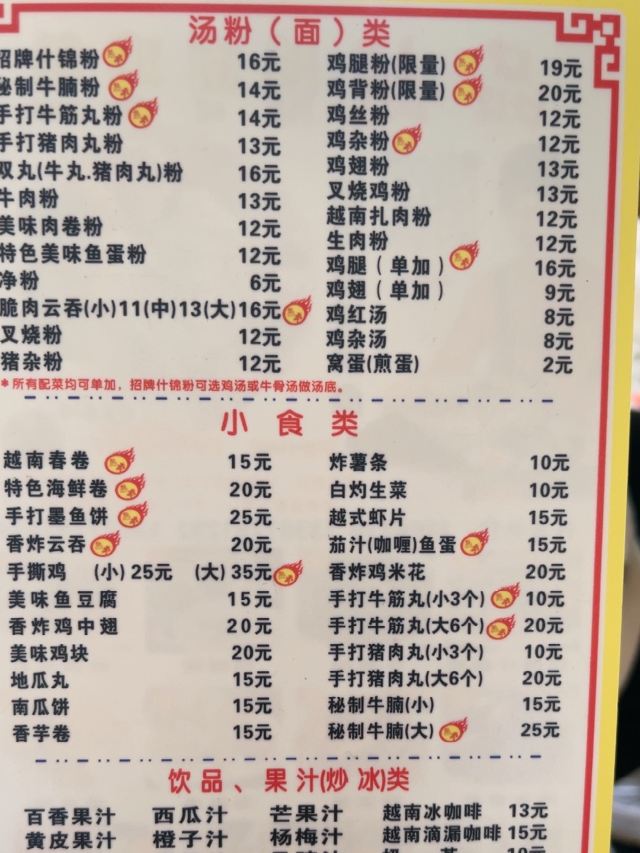 汤粉（面）类
招牌什锦粉 16元
秘制牛腩粉 14元
手打牛筋丸粉 14元
手打猪肉丸粉 13元
双丸(牛丸.猪肉丸)粉 16元
牛肉粉 13元
美味肉卷粉 12元
特色美味鱼蛋粉 12元
净粉 6元
脆肉云吞(小)11(中)13(大)16元
叉烧粉 12元
猪杂粉 12元
*所有配菜均可单加，招牌什锦粉可选鸡汤或牛骨汤做汤底。
鸡腿粉(限量) 19元
鸡背粉(限量) 20元
鸡丝粉 12元
鸡杂粉 12元
鸡翅粉 13元
叉烧鸡粉 13元
越南扎肉粉 12元
生肉粉 12元
鸡腿（单加） 16元
鸡翅（单加） 9元
鸡红汤 8元
鸡杂汤 8元
窝蛋(煎蛋) 2元
小食类
越南春卷 15元
特色海鲜卷 20元
手打墨鱼饼 25元
香炸云吞 20元
手撕鸡 (小)25元 (大)35元
美味鱼豆腐 15元
香炸鸡中翅 20元
美味鸡块 20元
地瓜丸 15元
南瓜饼 15元
香芋卷 15元
炸薯条 10元
白灼生菜 10元
越式虾片 15元
茄汁(咖喱)鱼蛋 15元
香炸鸡米花 20元
手打牛筋丸(小3个) 10元
手打牛筋丸(大6个) 20元
手打猪肉丸(小3个) 10元
手打猪肉丸(大6个) 20元
秘制牛腩(小) 15元
秘制牛腩(大) 25元
饮品、果汁(炒冰)类
百香果汁 西瓜汁 芒果汁 越南冰咖啡 13元
黄皮果汁 橙子汁 杨梅汁 越南滴漏咖啡 15元